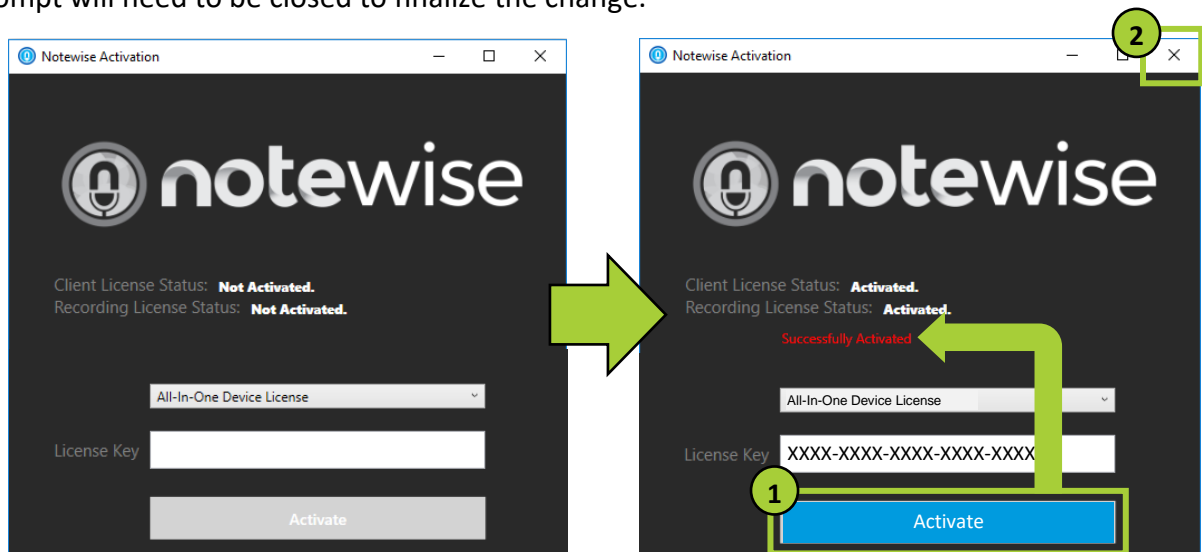 ompt will need to be closed to finalize the change.
Notewise Activation
notewise
Client License Status: Not Activated.
Recording License Status: Not Activated.
All-In-One Device License
License Key
Activate
2
Notewise Activation
notewise
Client License Status: Activated.
Recording License Status: Activated.
Successfully Activated
All-In-One Device License
License Key XXXX-XXXX-XXXX-XXXX-XXXX
1
Activate